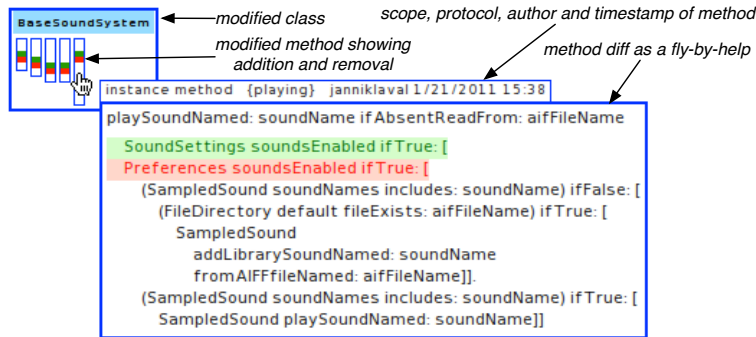 scope, protocol, author and timestamp of method
BaseSoundSystem
modified class
modified method showing
addition and removal
method diff as a fly-by-help
instance method {playing} janniklaval 1/21/2011 15:38
playSoundNamed: soundName ifAbsentReadFrom: aifFileName
SoundSettings soundsEnabled ifTrue: [
Preferences soundsEnabled ifTrue: [
(SampledSound soundNames includes: soundName) ifFalse: [
(FileDirectory default fileExists: aifFileName) ifTrue: [
SampledSound
addLibrarySoundNamed: soundName
fromAIFFfileNamed: aifFileName]].
(SampledSound soundNames includes: soundName) ifTrue: [
SampledSound playSoundNamed: soundName]]